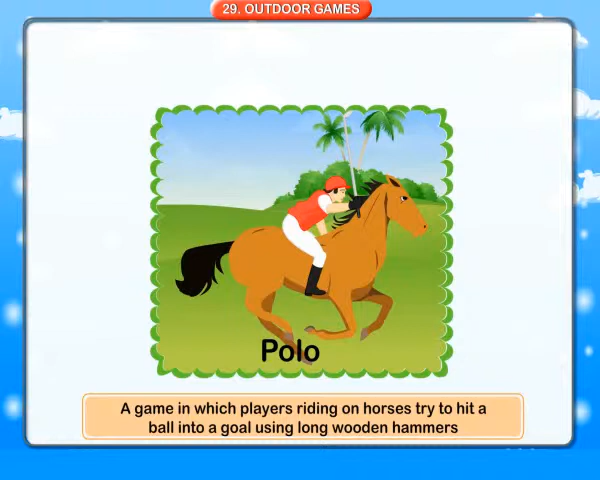 29. OUTDOOR GAMES
Polo
A game in which players riding on horses try to hit a
ball into a goal using long wooden hammers